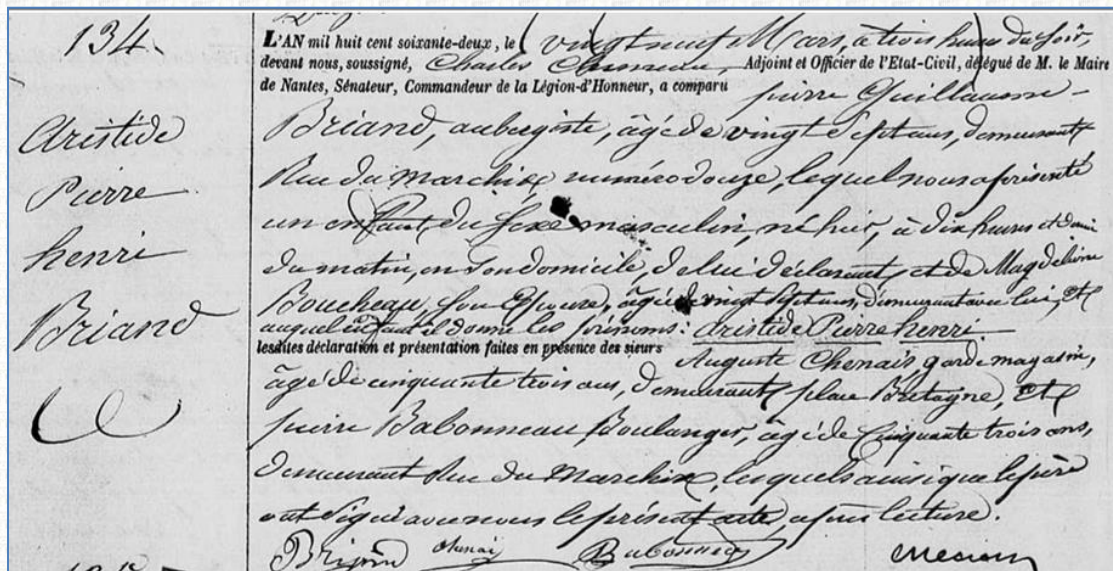 134
Aristide
Pierre
henri
Briand
L'AN mil huit cent soixante-deux, le vingt neuf Mars, à trois heures du soir,
devant nous, soussigné, Charles Adjoint et Officier de l'Etat-Civil, délégué de M. le Maire
de Nantes, Sénateur, Commandeur de la Légion-d'Honneur, a comparu pierre Guillaume
Briand, aubergiste, âgé de vingt sept ans, demeurant
Rue du Marchix numéro douze, lequel nous a présenté
un enfant du sexe masculin, né hier, à dix heures et demi
du matin, en son domicile, de lui déclarant, et de Magdeleine
Boucheau, son Epouse, âgée de vingt sept ans, demeurant avec lui, et
auquel enfant il donne les prénoms: Aristide Pierre henri
lesdites déclaration et présentation faites en présence des sieurs Auguste Chenais, garde magasin,
âgé de cinquante trois ans, demeurant place Bretagne, Et
pierre Babonneau Boulanger, âgé de Cinquante trois ans,
demeurant Rue du Marchix, lesquels ainsi que le père
ont signé avec nous le présent acte, après lecture.
Briand Chenai Babonneau